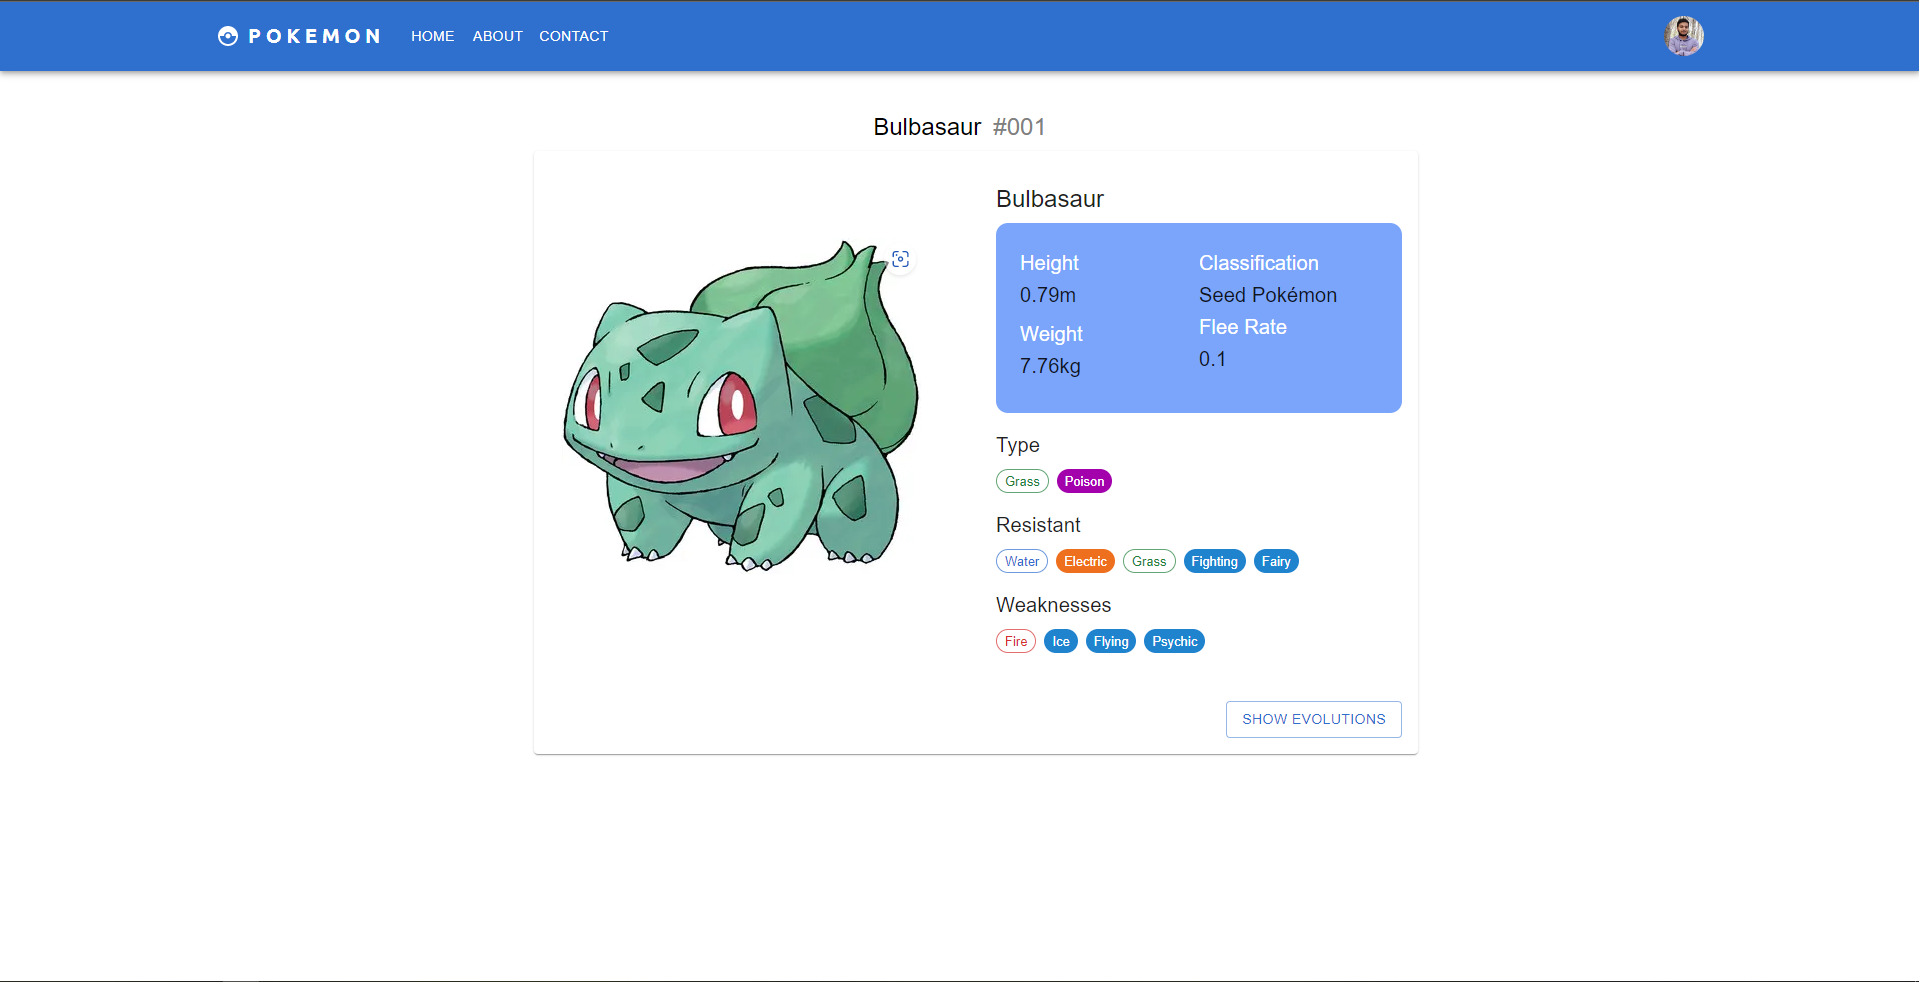 POKEMON HOME ABOUT CONTACT
Bulbasaur #001
Bulbasaur
Height
0.79m
Weight
7.76kg
Classification
Seed Pokémon
Flee Rate
0.1
Type
Grass Poison
Resistant
Water Electric Grass Fighting Fairy
Weaknesses
Fire Ice Flying Psychic
SHOW EVOLUTIONS